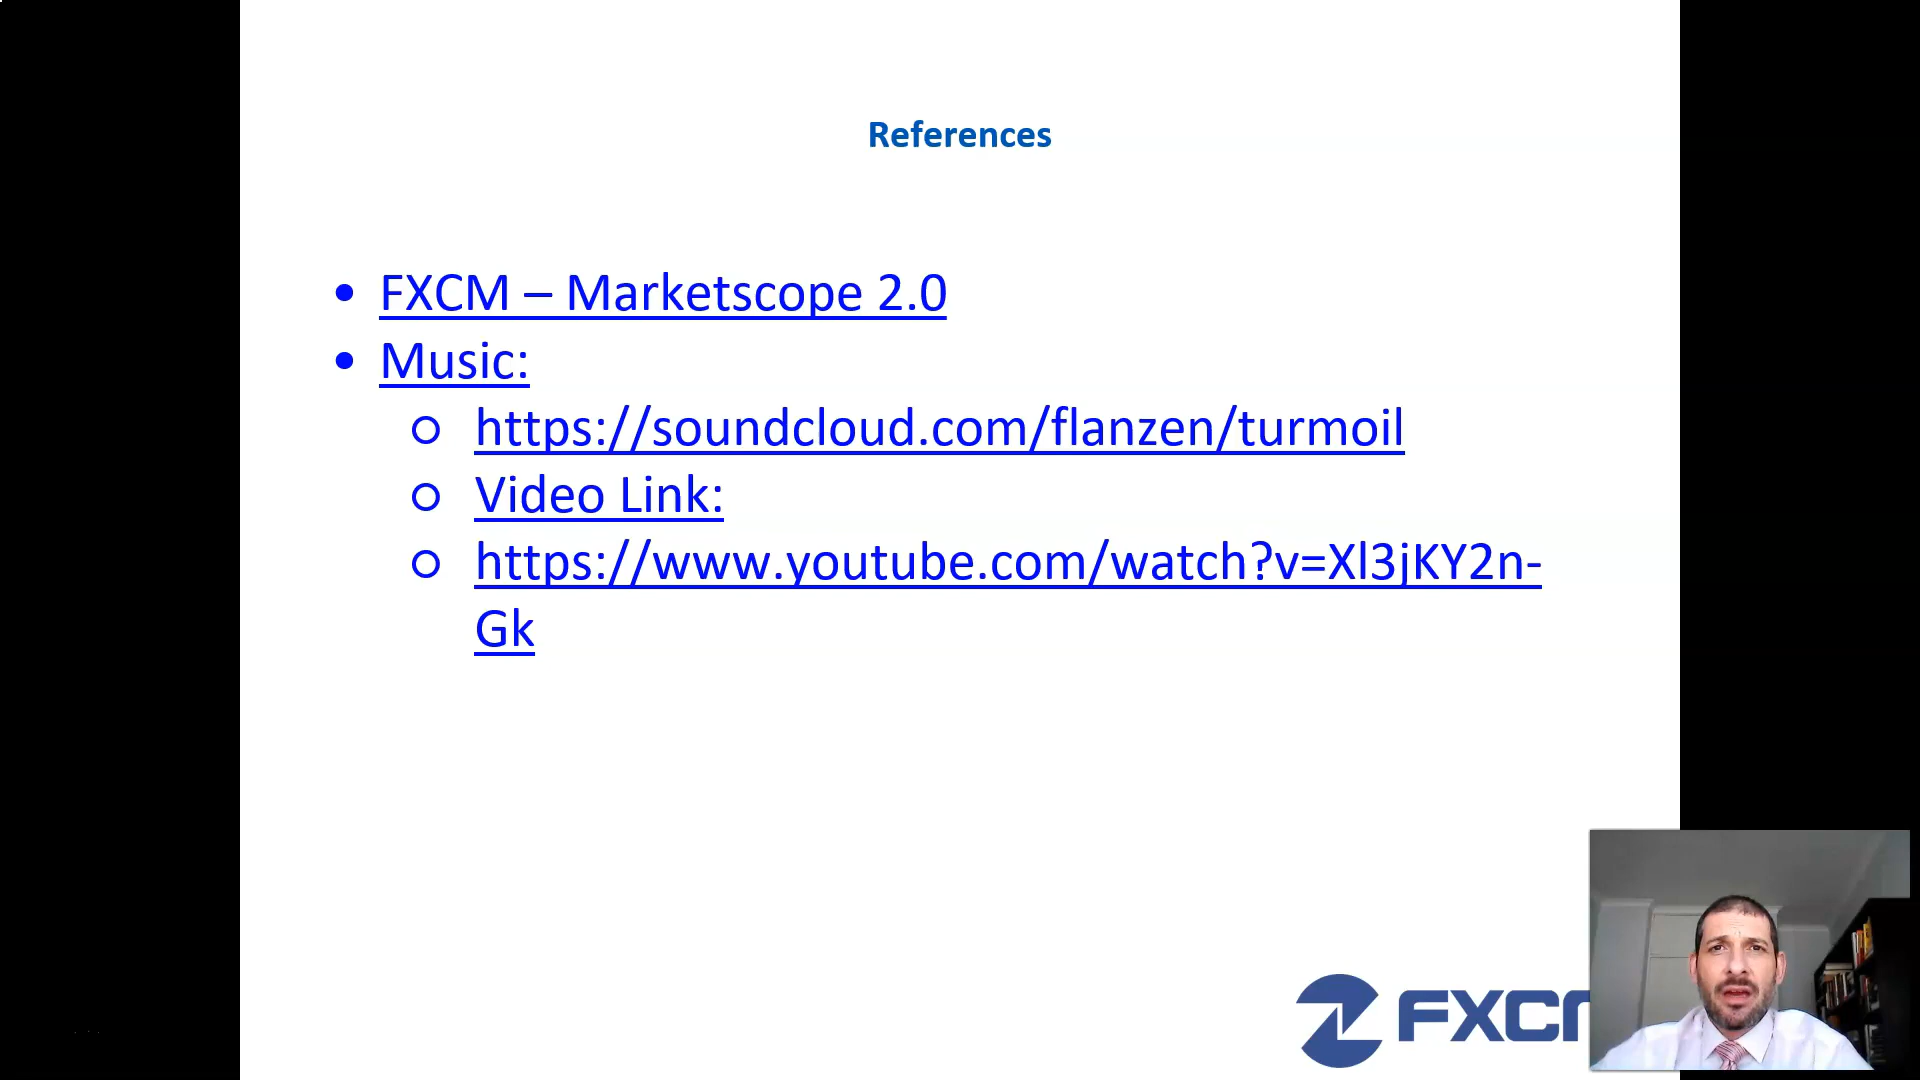 References
FXCM – Marketscope 2.0
Music:
https://soundcloud.com/flanzen/turmoil
Video Link:
https://www.youtube.com/watch?v=Xl3jKY2n-
Gk
FXC